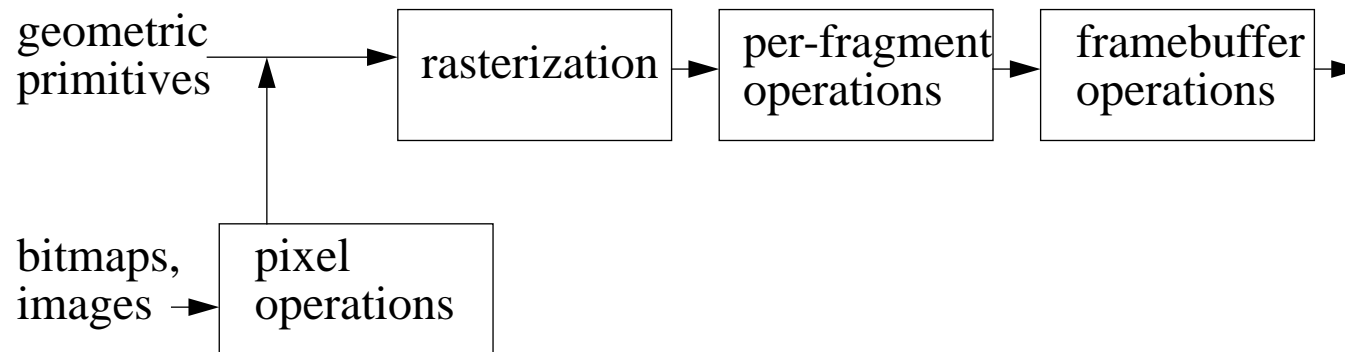 geometric
primitives
rasterization
per-fragment
operations
framebuffer
operations
bitmaps,
images
pixel
operations